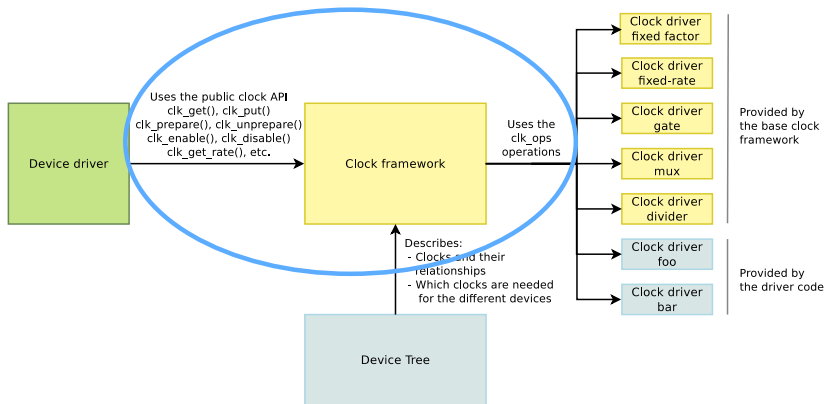 Device driver
Uses the public clock API
clk_get(), clk_put()
clk_prepare(), clk_unprepare()
clk_enable(), clk_disable()
clk_get_rate(), etc.
Clock framework
Uses the
clk_ops
operations
Clock driver
fixed factor
Clock driver
fixed-rate
Clock driver
gate
Clock driver
mux
Clock driver
divider
Clock driver
foo
Clock driver
bar
Provided by
the base clock
framework
Provided by
the driver code
Describes:
- Clocks and their
relationships
- Which clocks are needed
for the different devices
Device Tree